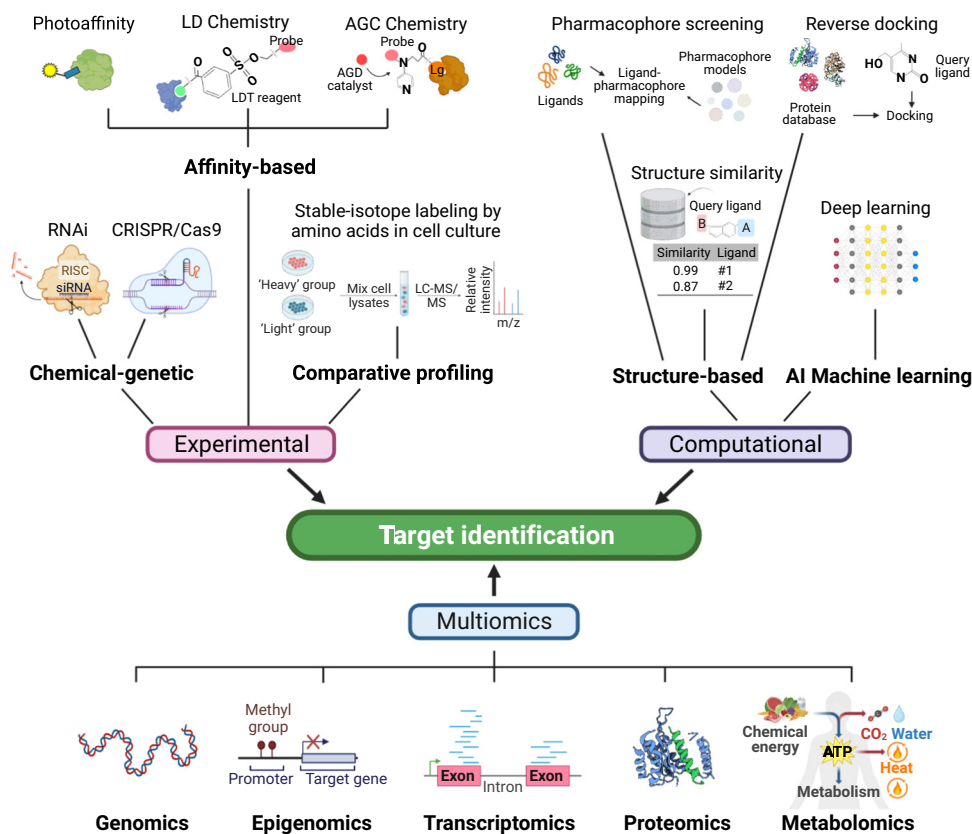 Photoaffinity
LD Chemistry
Probe
O
S
O
O
O
LDT reagent
AGC Chemistry
Probe
AGD
catalyst
O
N
N
Lg
Affinity-based
Pharmacophore screening
Ligands
Ligand-
pharmacophore
mapping
Pharmacophore
models
Reverse docking
Protein
database
HO
N
N
O
Query
ligand
Docking
RNAi
RISC
siRNA
CRISPR/Cas9
Chemical-genetic
Stable-isotope labeling by
amino acids in cell culture
'Heavy' group
'Light' group
Mix cell
lysates
LC-MS/
MS
Relative
intensity
m/z
Comparative profiling
Structure similarity
Query ligand
B
A
Similarity Ligand
0.99 #1
0.87 #2
Structure-based
Deep learning
AI Machine learning
Experimental
Computational
Target identification
Multiomics
Genomics
Methyl
group
Promoter
Target gene
Epigenomics
Exon
Intron
Exon
Transcriptomics
Proteomics
Chemical
energy
ATP
CO₂ Water
Heat
Metabolism
Metabolomics